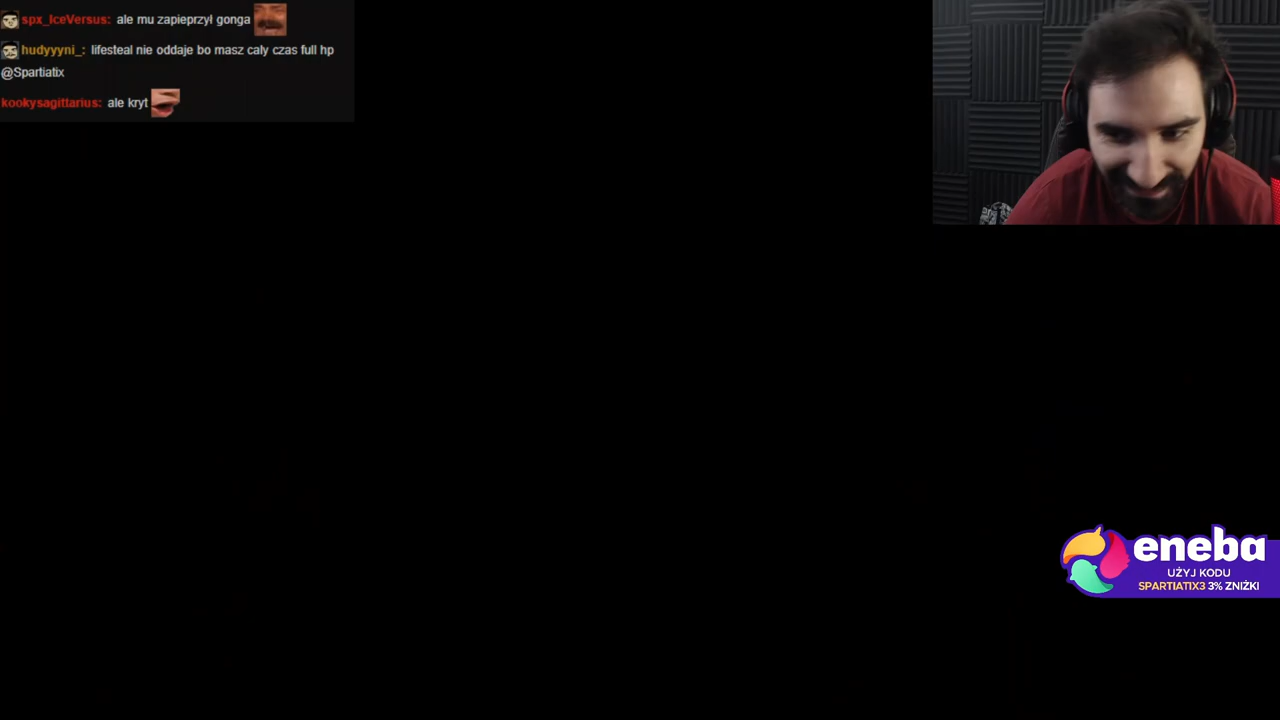 spx_IceVersus: ale mu zapieprzył gonga
hudyyyni_: lifesteal nie oddaje bo masz caly czas full hp
@Spartiatix
kookysagittarius: ale kryt
eneba
UŻYJ KODU
SPARTIATIX3 3% ZNIŻKI